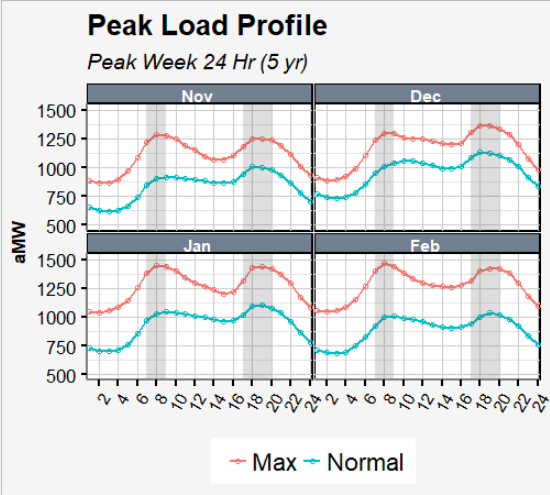 Peak Load Profile
Peak Week 24 Hr (5 yr)
Nov Dec
1500
1250
1000
750
500
Jan Feb
1500
1250
1000
750
500
aMW
2 4 6 8 10 12 14 16 18 20 22 24 2 4 6 8 10 12 14 16 18 20 22 24
Max Normal